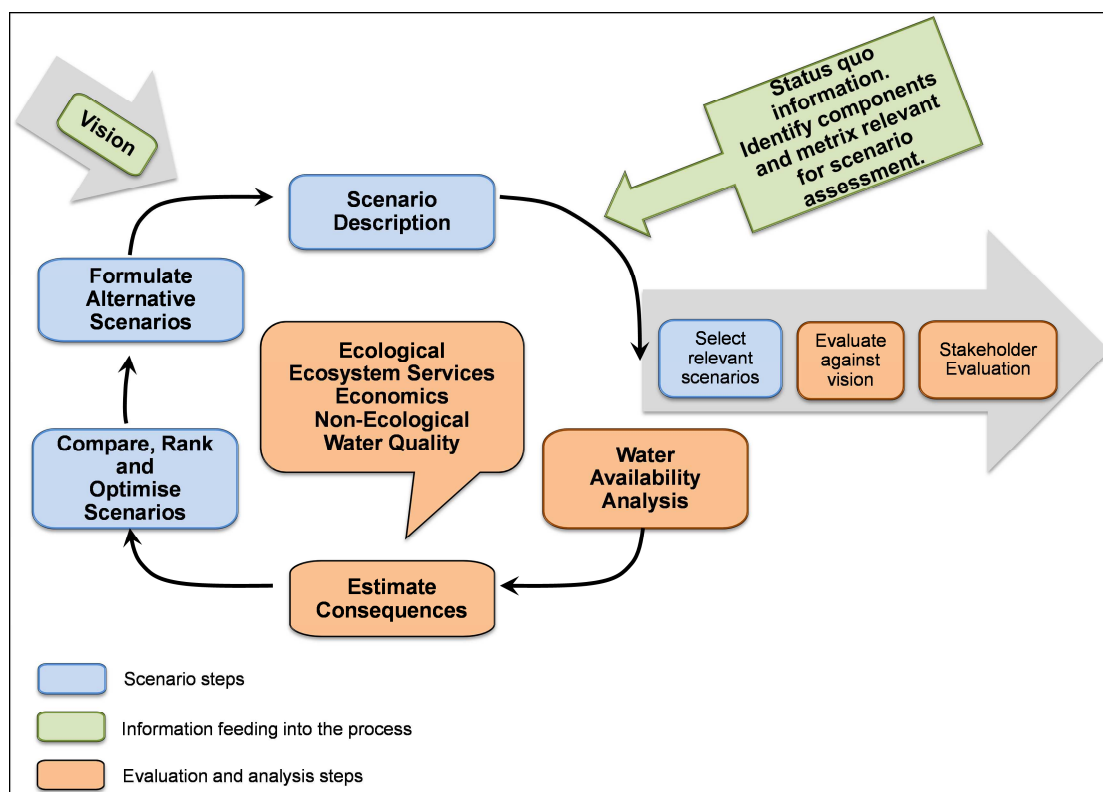 Vision
Status quo
information.
Identify components
and metrix relevant
for scenario
assessment.
Scenario
Description
Formulate
Alternative
Scenarios
Select
relevant
scenarios
Evaluate
against
vision
Stakeholder
Evaluation
Ecological
Ecosystem Services
Economics
Non-Ecological
Water Quality
Compare, Rank
and
Optimise
Scenarios
Water
Availability
Analysis
Estimate
Consequences
Scenario steps
Information feeding into the process
Evaluation and analysis steps